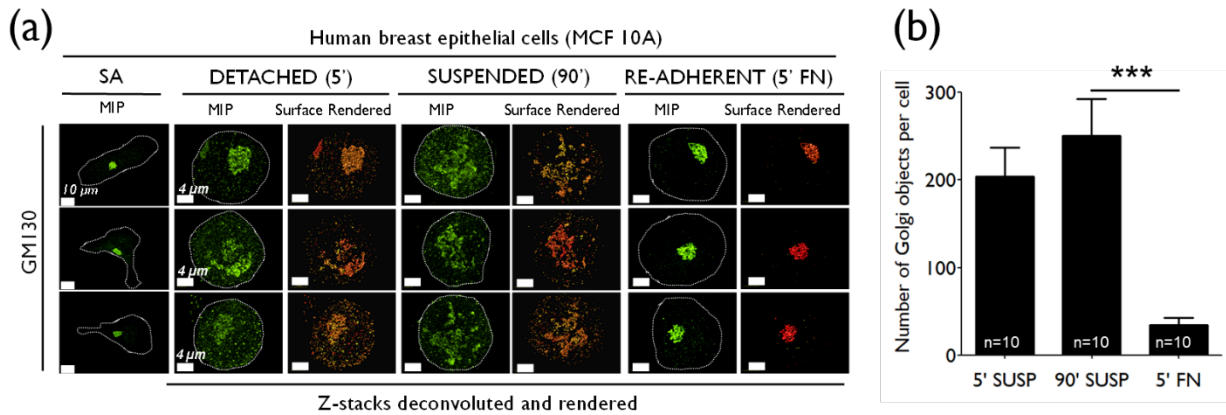 (a)
Human breast epithelial cells (MCF 10A)
SA DETACHED (5') SUSPENDED (90') RE-ADHERENT (5' FN)
MIP MIP Surface Rendered MIP Surface Rendered MIP Surface Rendered
GM130
10 μm 4 μm
4 μm
4 μm
Z-stacks deconvoluted and rendered
(b)
***
Number of Golgi objects per cell
300
200
100
0
n=10 n=10 n=10
5' SUSP 90' SUSP 5' FN